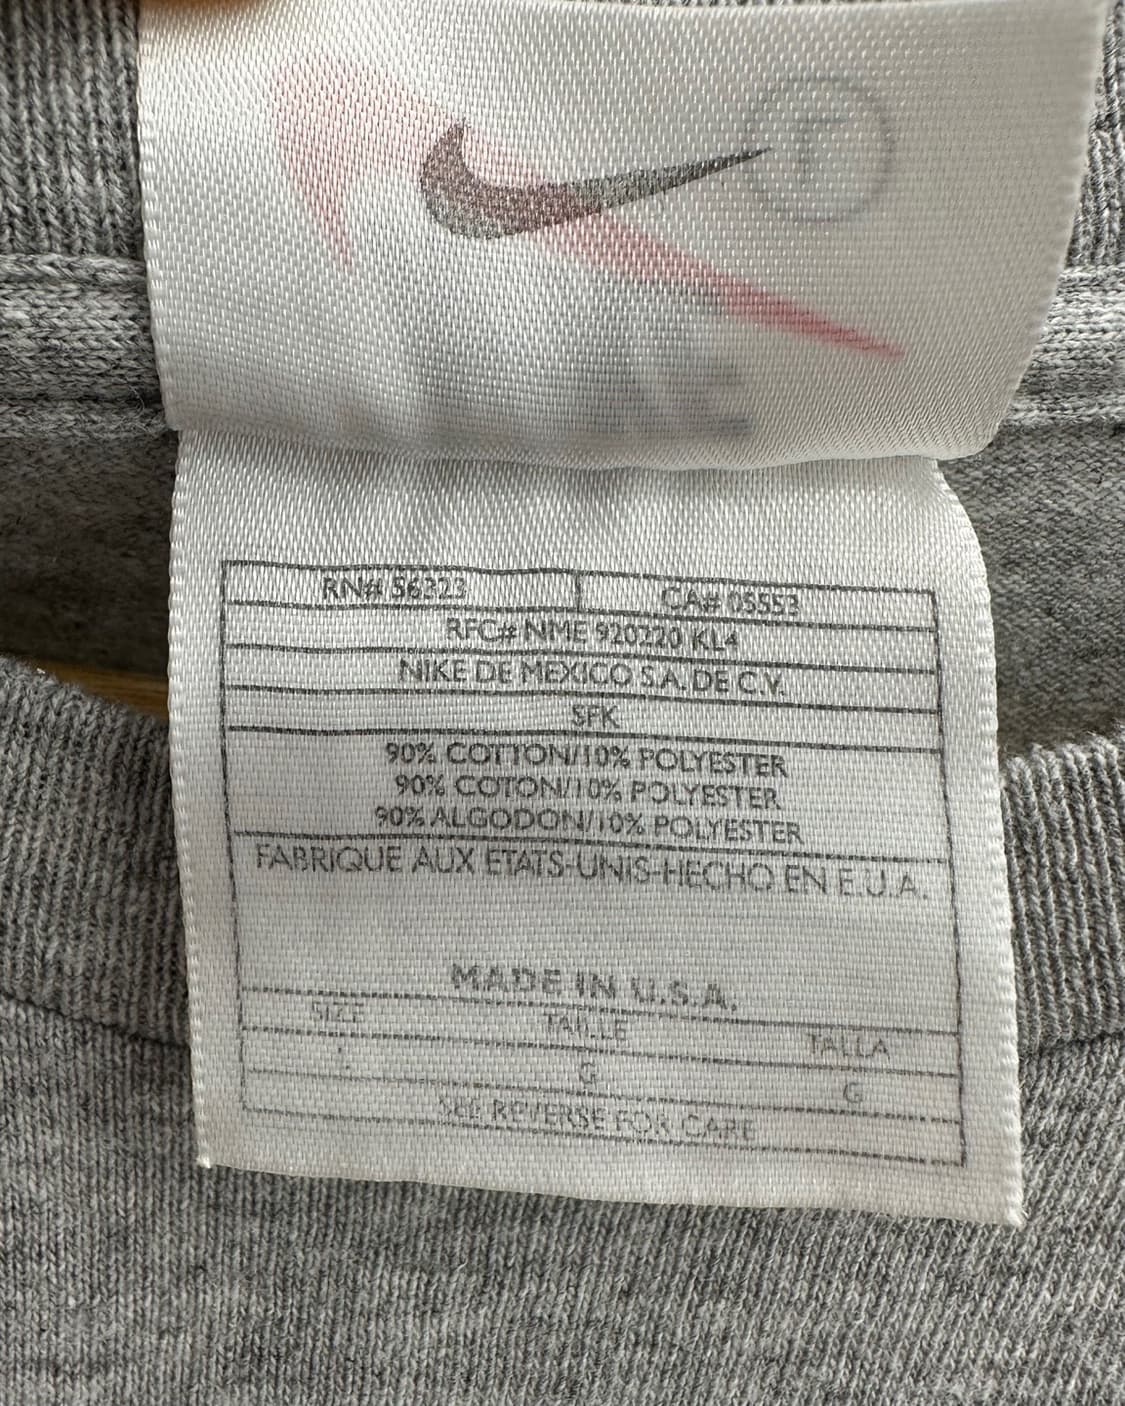 RN# 56323 CA# 05553
RFC# NME 920220 KL4
NIKE DE MEXICO S.A. DE C.V.
SFK
90% COTTON/10% POLYESTER
90% COTON/10% POLYESTER
90% ALGODON/10% POLYESTER
FABRIQUE AUX ETATS-UNIS-HECHO EN E.U.A.
MADE IN U.S.A.
SIZE TAILLE TALLA
L G G
SEE REVERSE FOR CARE